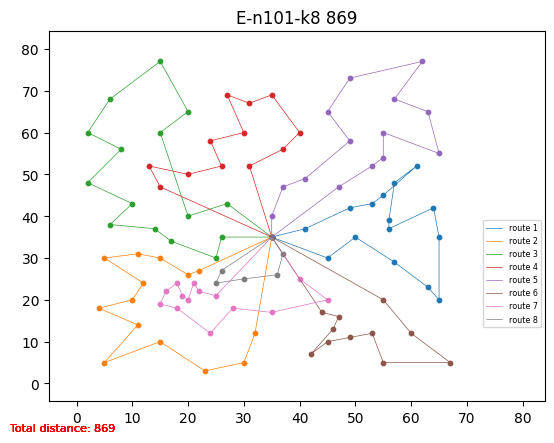 E-n101-k8 869
80
70
60
50
40
30
20
10
0
0 10 20 30 40 50 60 70 80
route 1
route 2
route 3
route 4
route 5
route 6
route 7
route 8
Total distance: 869